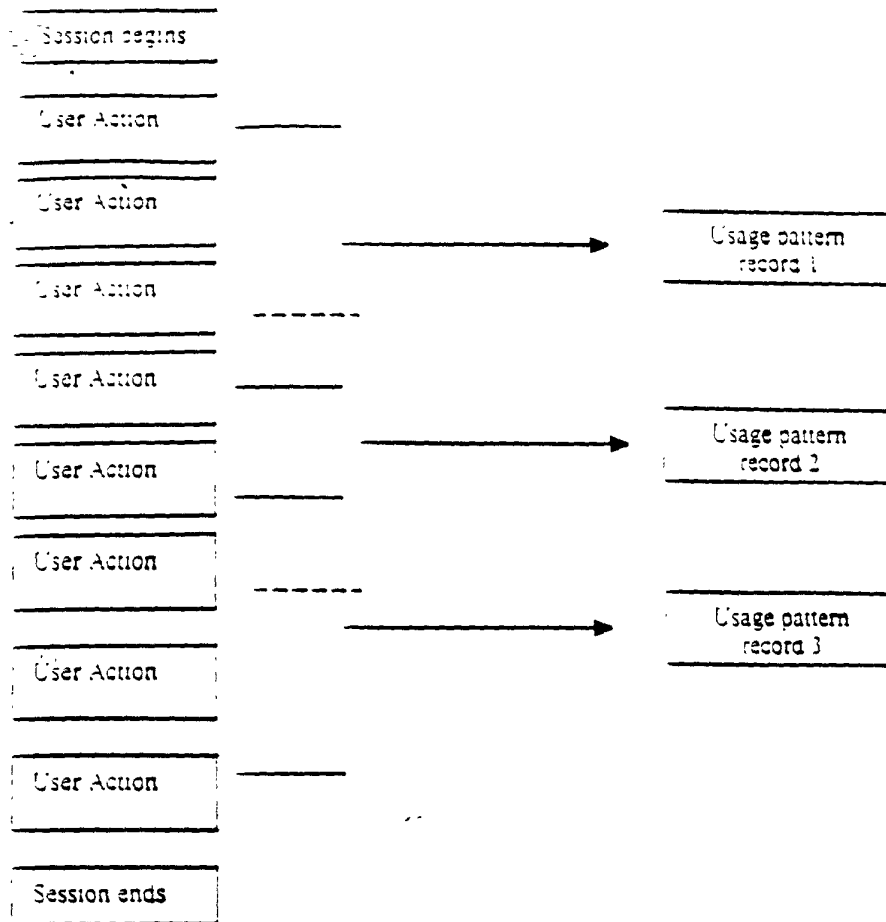 Session begins
User Action
User Action
User Action
User Action
User Action
User Action
User Action
User Action
Session ends
Usage pattern
record 1
Usage pattern
record 2
Usage pattern
record 3